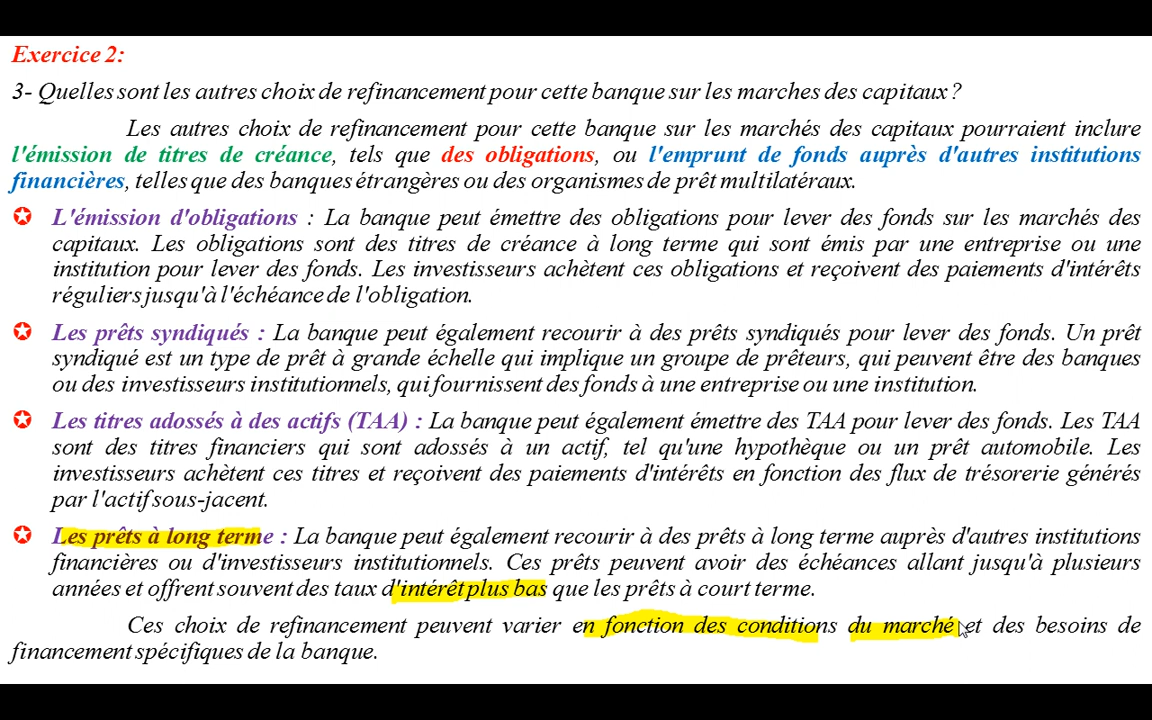 Exercice 2:
3- Quelles sont les autres choix de refinancement pour cette banque sur les marches des capitaux ?
Les autres choix de refinancement pour cette banque sur les marchés des capitaux pourraient inclure
l'émission de titres de créance, tels que des obligations, ou l'emprunt de fonds auprès d'autres institutions
financières, telles que des banques étrangères ou des organismes de prêt multilatéraux.
L'émission d'obligations : La banque peut émettre des obligations pour lever des fonds sur les marchés des
capitaux. Les obligations sont des titres de créance à long terme qui sont émis par une entreprise ou une
institution pour lever des fonds. Les investisseurs achètent ces obligations et reçoivent des paiements d'intérêts
réguliers jusqu'à l'échéance de l'obligation.
Les prêts syndiqués : La banque peut également recourir à des prêts syndiqués pour lever des fonds. Un prêt
syndiqué est un type de prêt à grande échelle qui implique un groupe de prêteurs, qui peuvent être des banques
ou des investisseurs institutionnels, qui fournissent des fonds à une entreprise ou une institution.
Les titres adossés à des actifs (TAA) : La banque peut également émettre des TAA pour lever des fonds. Les TAA
sont des titres financiers qui sont adossés à un actif, tel qu'une hypothèque ou un prêt automobile. Les
investisseurs achètent ces titres et reçoivent des paiements d'intérêts en fonction des flux de trésorerie générés
par l'actif sous-jacent.
Les prêts à long terme : La banque peut également recourir à des prêts à long terme auprès d'autres institutions
financières ou d'investisseurs institutionnels. Ces prêts peuvent avoir des échéances allant jusqu'à plusieurs
années et offrent souvent des taux d'intérêt plus bas que les prêts à court terme.
Ces choix de refinancement peuvent varier en fonction des conditions du marché et des besoins de
financement spécifiques de la banque.